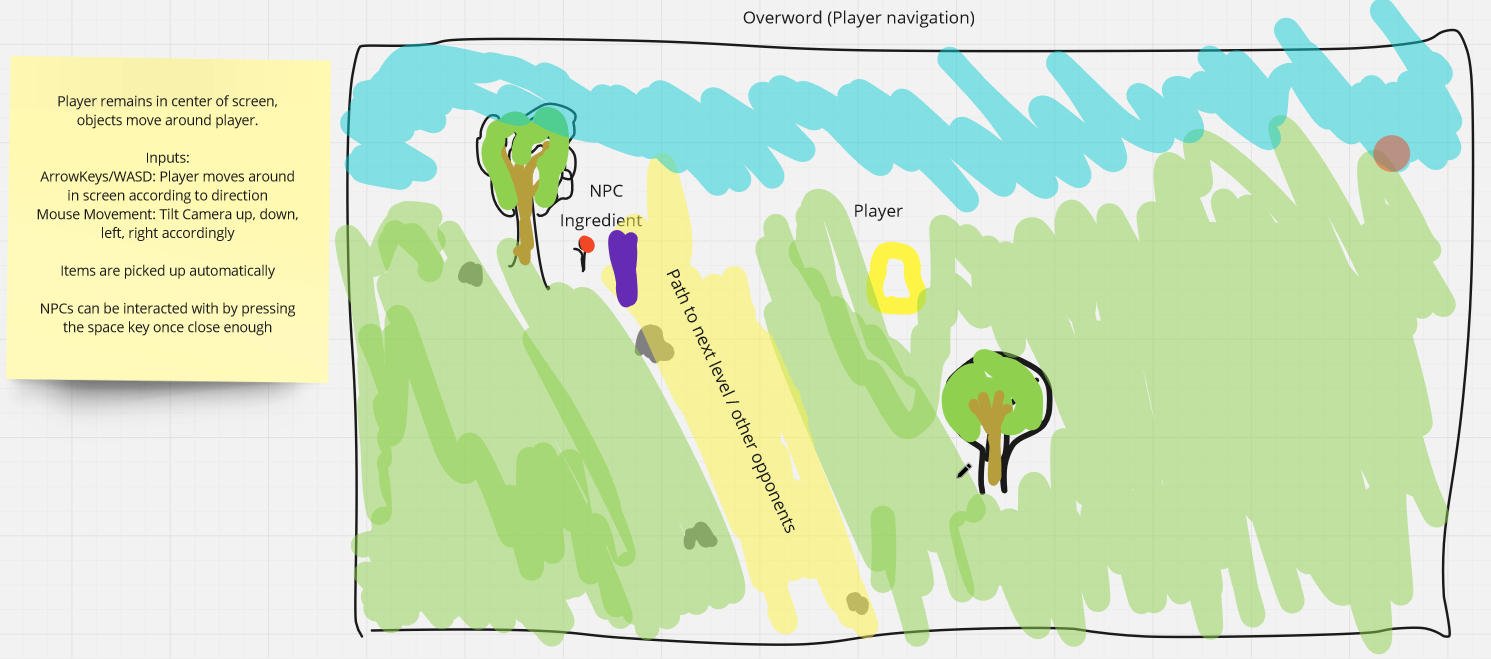 Overword (Player navigation)
Player remains in center of screen,
objects move around player.
Inputs:
ArrowKeys/WASD: Player moves around
in screen according to direction
Mouse Movement: Tilt Camera up, down,
left, right accordingly
Items are picked up automatically
NPCs can be interacted with by pressing
the space key once close enough
NPC
Ingredient
Player
Path to next level / other opponents